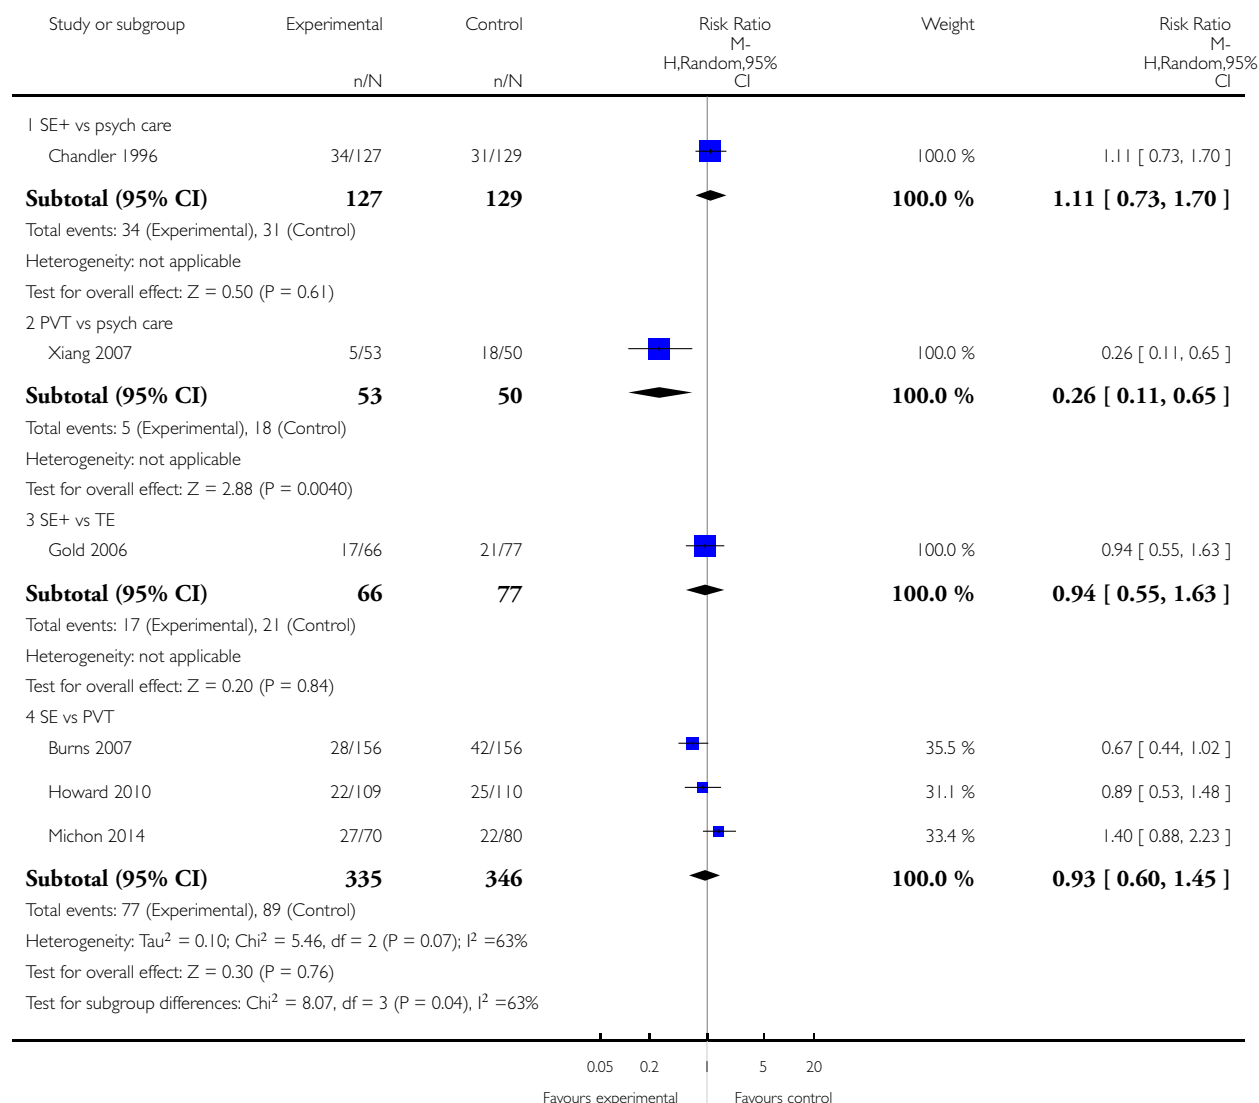 Study or subgroup Experimental Control Risk Ratio Weight Risk Ratio
M- M-
H,Random,95% H,Random,95%
n/N n/N CI CI
1 SE+ vs psych care
Chandler 1996 34/127 31/129 100.0 % 1.11 [ 0.73, 1.70 ]
Subtotal (95% CI) 127 129 100.0 % 1.11 [ 0.73, 1.70 ]
Total events: 34 (Experimental), 31 (Control)
Heterogeneity: not applicable
Test for overall effect: Z = 0.50 (P = 0.61)
2 PVT vs psych care
Xiang 2007 5/53 18/50 100.0 % 0.26 [ 0.11, 0.65 ]
Subtotal (95% CI) 53 50 100.0 % 0.26 [ 0.11, 0.65 ]
Total events: 5 (Experimental), 18 (Control)
Heterogeneity: not applicable
Test for overall effect: Z = 2.88 (P = 0.0040)
3 SE+ vs TE
Gold 2006 17/66 21/77 100.0 % 0.94 [ 0.55, 1.63 ]
Subtotal (95% CI) 66 77 100.0 % 0.94 [ 0.55, 1.63 ]
Total events: 17 (Experimental), 21 (Control)
Heterogeneity: not applicable
Test for overall effect: Z = 0.20 (P = 0.84)
4 SE vs PVT
Burns 2007 28/156 42/156 35.5 % 0.67 [ 0.44, 1.02 ]
Howard 2010 22/109 25/110 31.1 % 0.89 [ 0.53, 1.48 ]
Michon 2014 27/70 22/80 33.4 % 1.40 [ 0.88, 2.23 ]
Subtotal (95% CI) 335 346 100.0 % 0.93 [ 0.60, 1.45 ]
Total events: 77 (Experimental), 89 (Control)
Heterogeneity: Tau² = 0.10; Chi² = 5.46, df = 2 (P = 0.07); I² =63%
Test for overall effect: Z = 0.30 (P = 0.76)
Test for subgroup differences: Chi² = 8.07, df = 3 (P = 0.04), I² =63%
0.05 0.2 1 5 20
Favours experimental Favours control